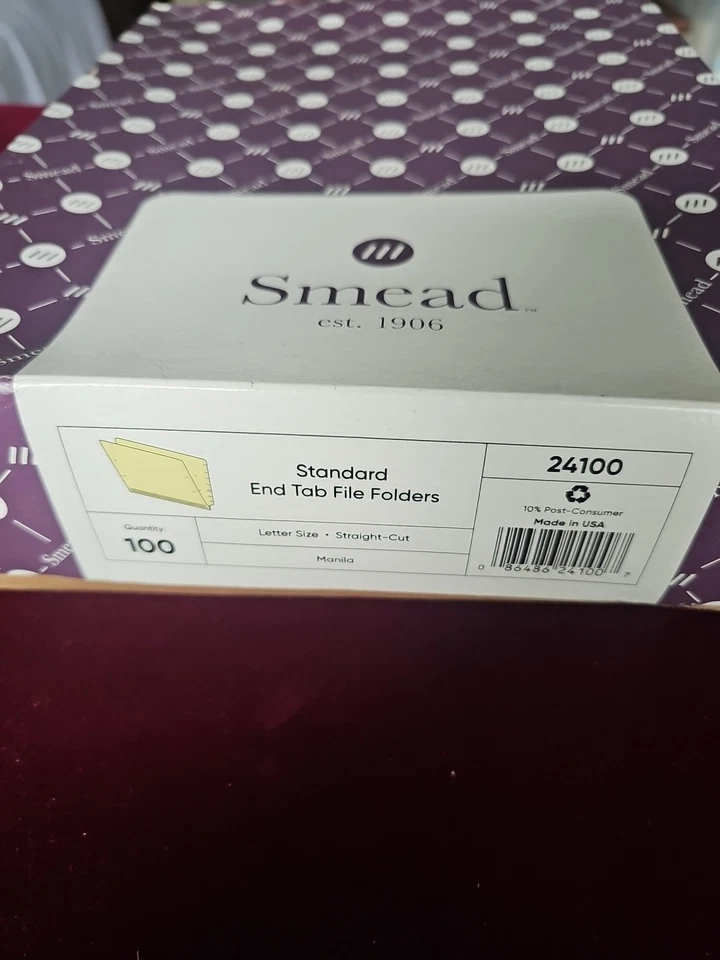 Smead™
est. 1906
Standard
End Tab File Folders
Quantity:
100
Letter Size • Straight-Cut
Manila
24100
10% Post-Consumer
Made in USA
0 86486 24100 7